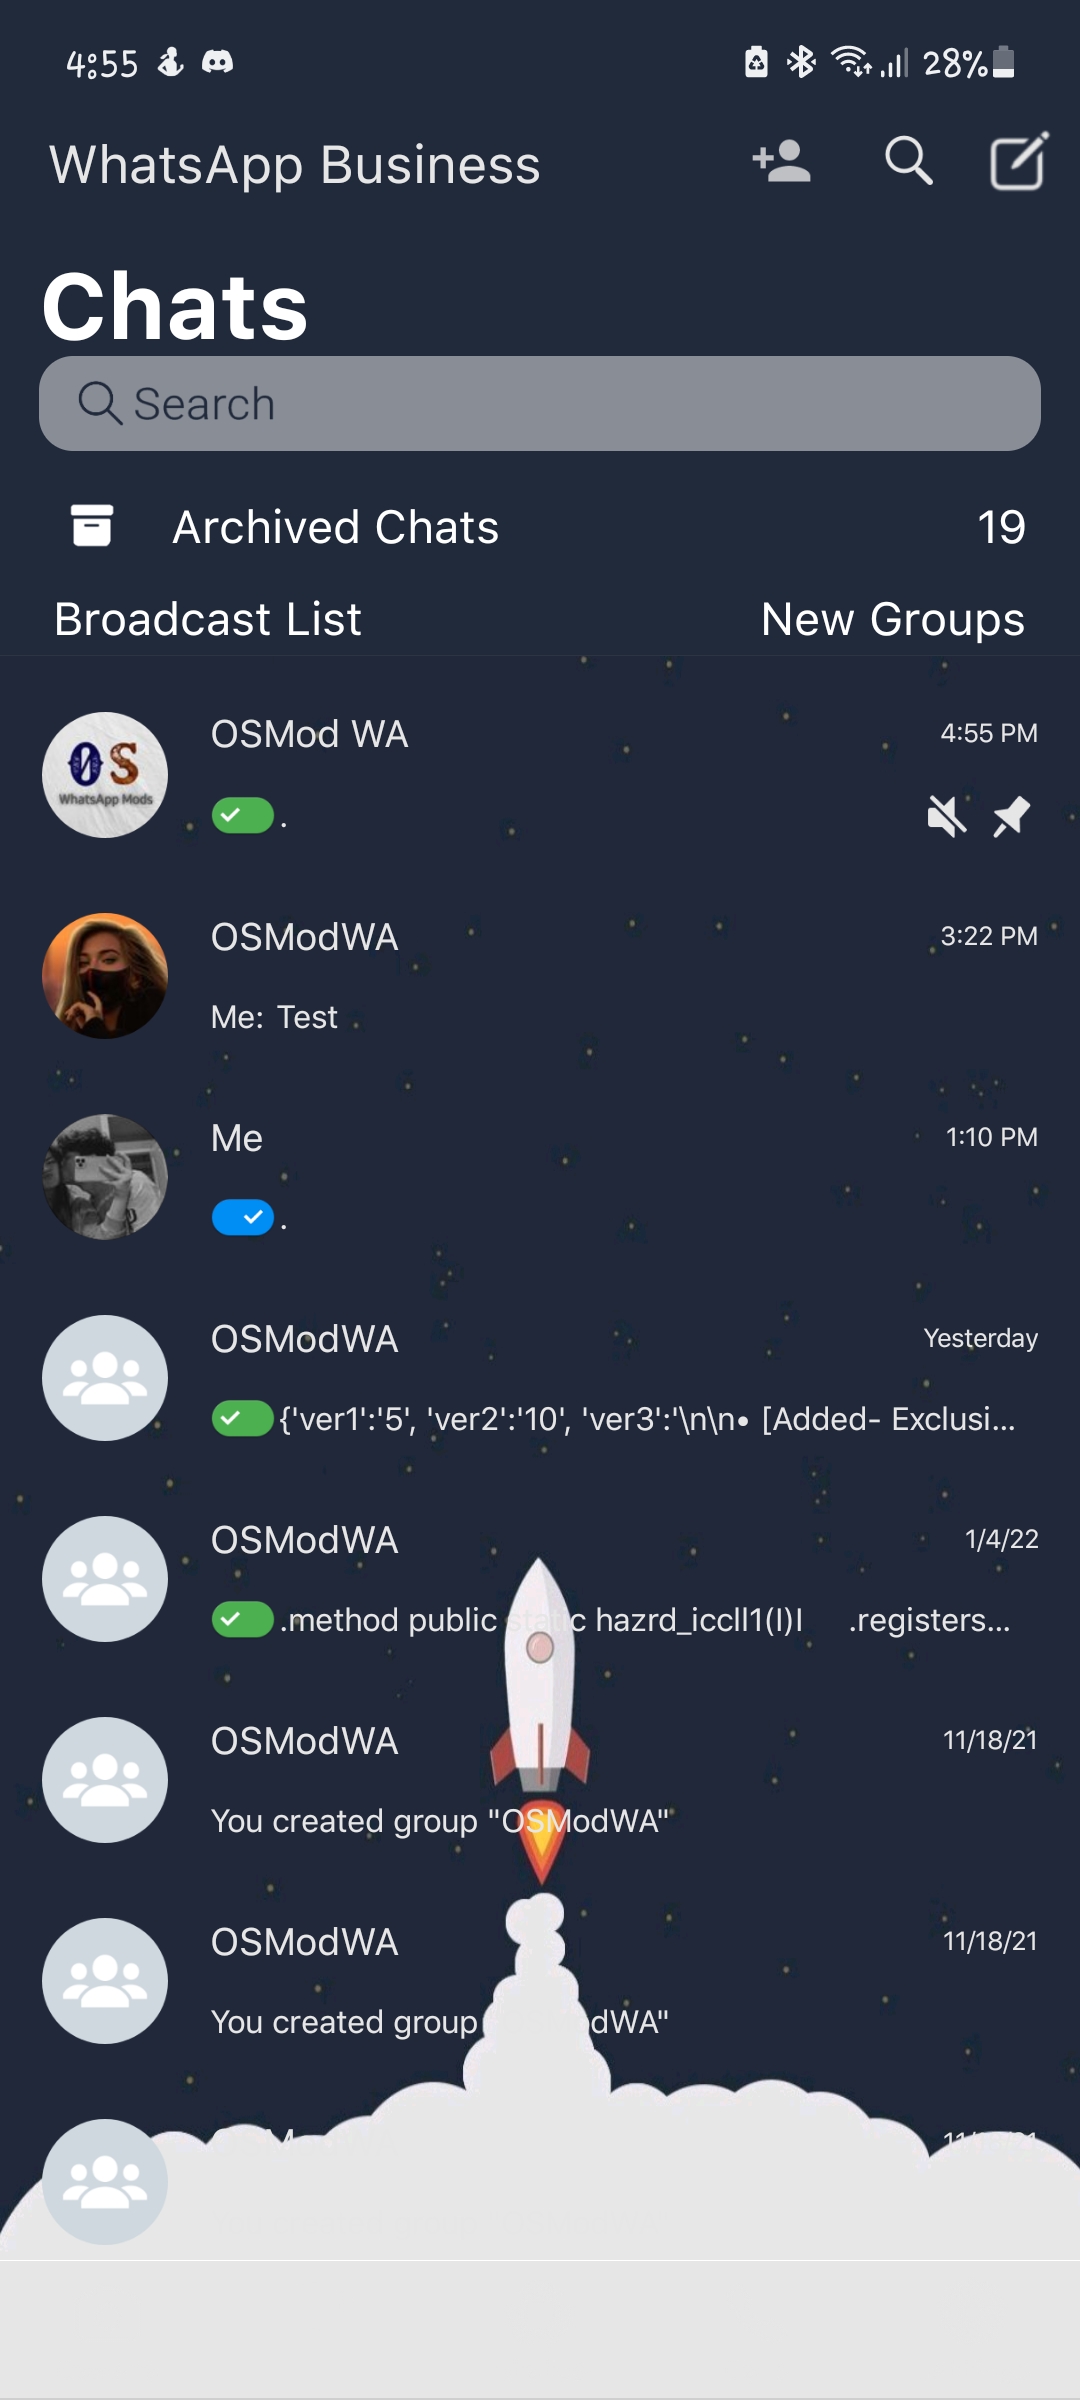 4:55
28%
WhatsApp Business
Chats
Search
Archived Chats 19
Broadcast List New Groups
OSMod WA 4:55 PM
OS
WhatsApp Mods
.
OSModWA 3:22 PM
Me: Test
Me 1:10 PM
.
OSModWA Yesterday
{'ver1':'5', 'ver2':'10', 'ver3':'\n\n• [Added- Exclusi...
OSModWA 1/4/22
.method public static hazrd_iccll1(I)I .registers...
OSModWA 11/18/21
You created group "OSModWA"
OSModWA 11/18/21
You created group dWA"